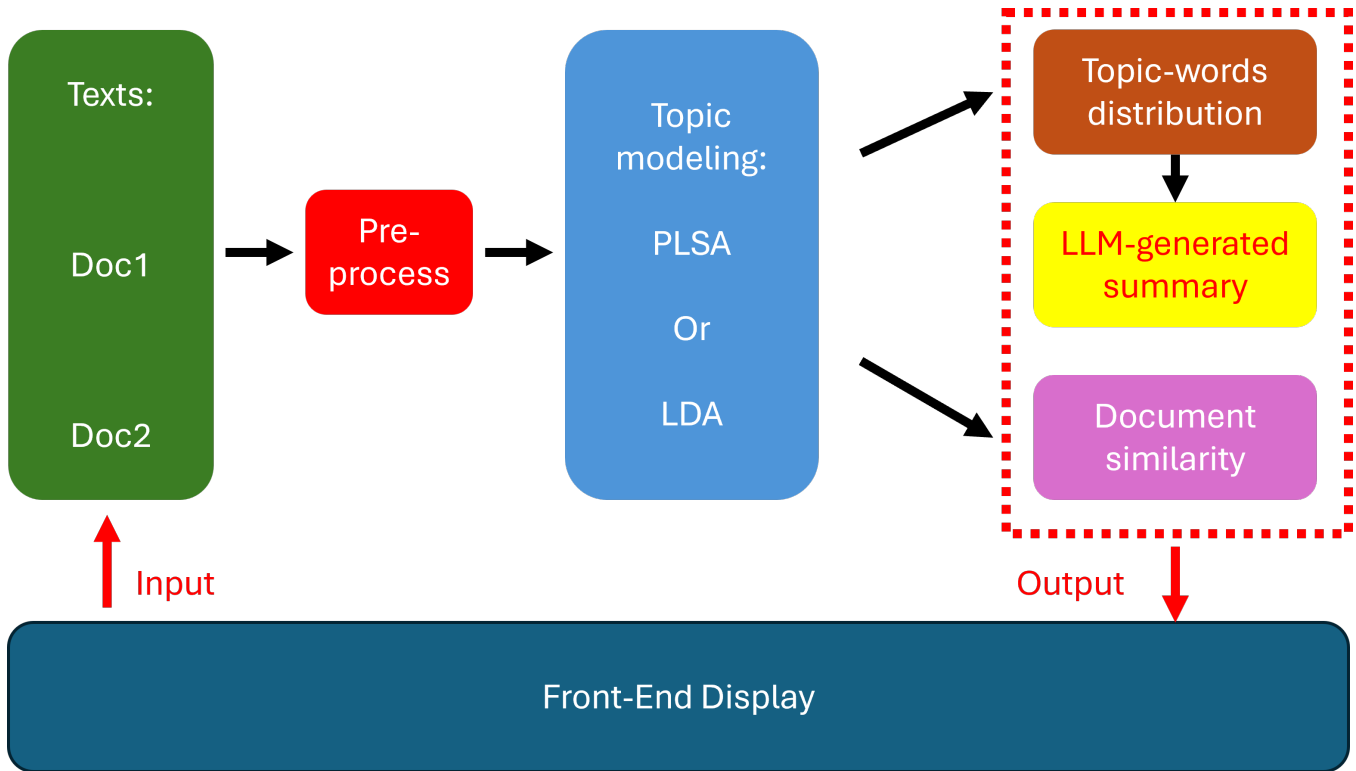 Texts:
Doc1
Doc2
Pre-
process
Topic
modeling:
PLSA
Or
LDA
Topic-words
distribution
LLM-generated
summary
Document
similarity
Input
Output
Front-End Display